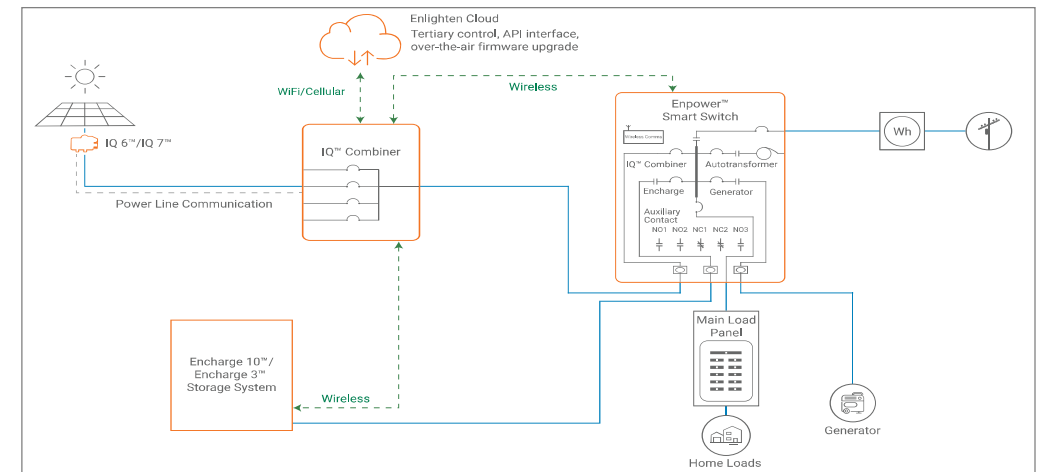 Enlighten Cloud
Tertiary control, API interface,
over-the-air firmware upgrade
WiFi/Cellular
Wireless
IQ 6™/IQ 7™
Power Line Communication
IQ™ Combiner
Enpower™
Smart Switch
Wireless Comms
IQ™ Combiner
Autotransformer
Encharge
Generator
Auxiliary
Contact
NO1 NO2 NC1 NC2 NO3
Wh
Encharge 10™/
Encharge 3™
Storage System
Wireless
Main Load
Panel
Home Loads
Generator